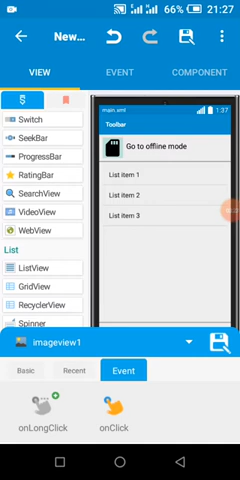 66% 21:27
New...
VIEW EVENT COMPONENT
Switch
SeekBar
ProgressBar
RatingBar
SearchView
VideoView
WebView
List
ListView
GridView
RecyclerView
Spinner
main.xml 1:37
Toolbar
Go to offline mode
List item 1
List item 2
List item 3
imageview1
Basic Recent Event
onLongClick onClick